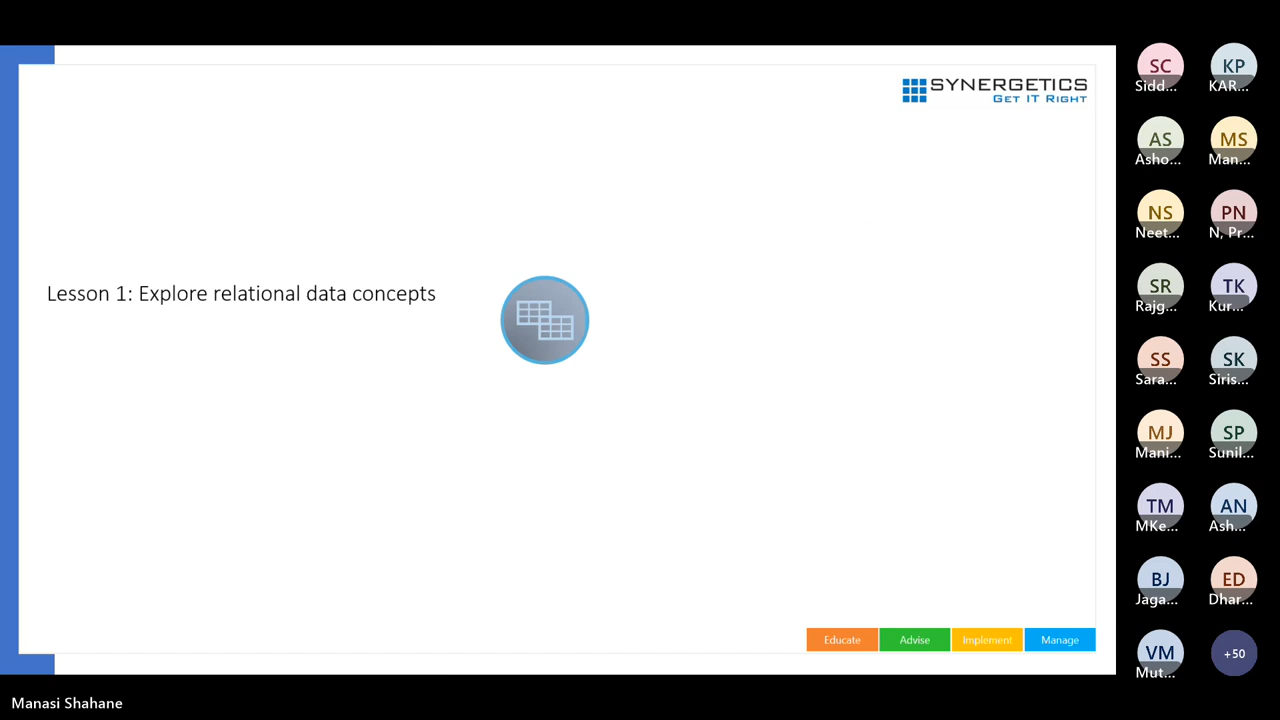 SYNERGETICS
GET IT RIGHT
Lesson 1: Explore relational data concepts
Educate
Advise
Implement
Manage
SC
Sidd...
KP
KAR...
AS
Asho...
MS
Man...
NS
Neet...
PN
N, Pr...
SR
Rajg...
TK
Kur...
SS
Sara...
SK
Siris...
MJ
Mani...
SP
Sunil...
TM
MKe...
AN
Ash...
BJ
Jaga...
ED
Dhar...
VM
Mut...
+50
Manasi Shahane